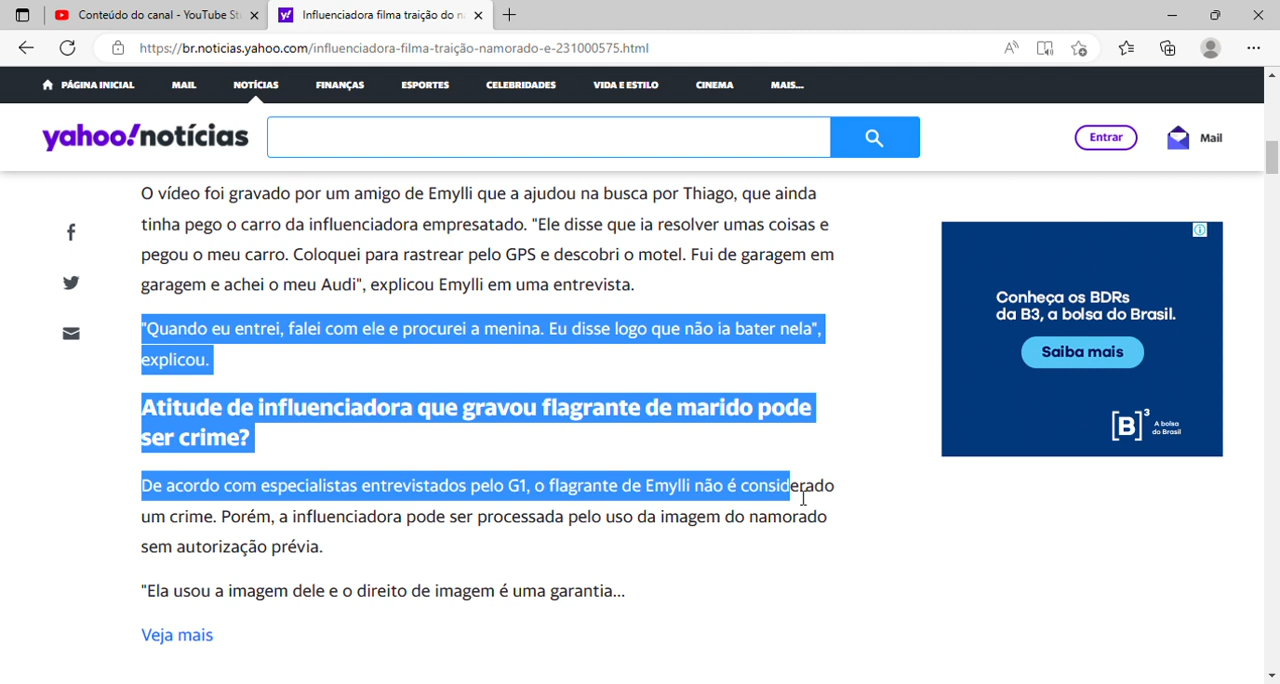 Conteúdo do canal - YouTube St
Influenciadora filma traição do n
https://br.noticias.yahoo.com/influenciadora-filma-traição-namorado-e-231000575.html
PÁGINA INICIAL MAIL NOTÍCIAS FINANÇAS ESPORTES CELEBRIDADES VIDA E ESTILO CINEMA MAIS...
yahoo!notícias
Entrar
Mail
O vídeo foi gravado por um amigo de Emylli que a ajudou na busca por Thiago, que ainda
tinha pego o carro da influenciadora empresatado. "Ele disse que ia resolver umas coisas e
pegou o meu carro. Coloquei para rastrear pelo GPS e descobri o motel. Fui de garagem em
garagem e achei o meu Audi", explicou Emylli em uma entrevista.
"Quando eu entrei, falei com ele e procurei a menina. Eu disse logo que não ia bater nela",
explicou.
Atitude de influenciadora que gravou flagrante de marido pode
ser crime?
De acordo com especialistas entrevistados pelo G1, o flagrante de Emylli não é considerado
um crime. Porém, a influenciadora pode ser processada pelo uso da imagem do namorado
sem autorização prévia.
"Ela usou a imagem dele e o direito de imagem é uma garantia...
Veja mais
Conheça os BDRs
da B3, a bolsa do Brasil.
Saiba mais
[B]³
A bolsa
do Brasil